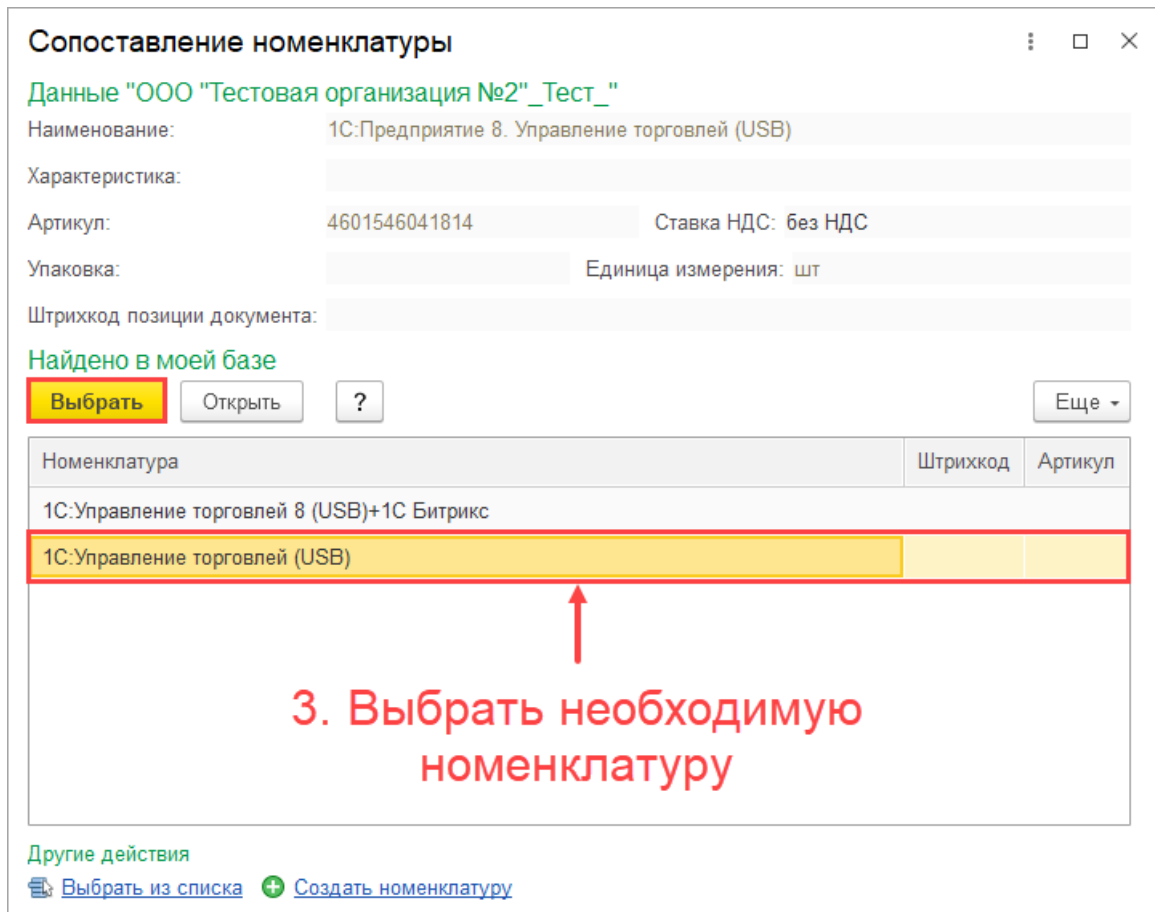 Сопоставление номенклатуры
Данные "ООО "Тестовая организация №2"_Тест_"
Наименование: 1С:Предприятие 8. Управление торговлей (USB)
Характеристика:
Артикул: 4601546041814 Ставка НДС: без НДС
Упаковка: Единица измерения: шт
Штрихкод позиции документа:
Найдено в моей базе
Выбрать Открыть ? Еще
Номенклатура Штрихкод Артикул
1С:Управление торговлей 8 (USB)+1С Битрикс
1С:Управление торговлей (USB)
3. Выбрать необходимую
номенклатуру
Другие действия
Выбрать из списка Создать номенклатуру